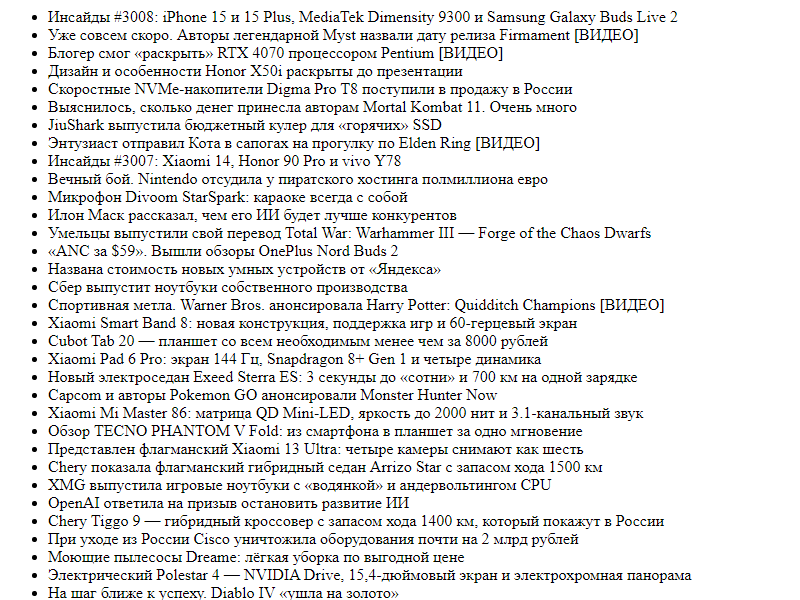 Инсайды #3008: iPhone 15 и 15 Plus, MediaTek Dimensity 9300 и Samsung Galaxy Buds Live 2
Уже совсем скоро. Авторы легендарной Myst назвали дату релиза Firmament [ВИДЕО]
Блогер смог «раскрыть» RTX 4070 процессором Pentium [ВИДЕО]
Дизайн и особенности Honor X50i раскрыты до презентации
Скоростные NVMe-накопители Digma Pro T8 поступили в продажу в России
Выяснилось, сколько денег принесла авторам Mortal Kombat 11. Очень много
JiuShark выпустила бюджетный кулер для «горячих» SSD
Энтузиаст отправил Кота в сапогах на прогулку по Elden Ring [ВИДЕО]
Инсайды #3007: Xiaomi 14, Honor 90 Pro и vivo Y78
Вечный бой. Nintendo отсудила у пиратского хостинга полмиллиона евро
Микрофон Divoom StarSpark: караоке всегда с собой
Илон Маск рассказал, чем его ИИ будет лучше конкурентов
Умельцы выпустили свой перевод Total War: Warhammer III — Forge of the Chaos Dwarfs
«ANC за $59». Вышли обзоры OnePlus Nord Buds 2
Названа стоимость новых умных устройств от «Яндекса»
Сбер выпустит ноутбуки собственного производства
Спортивная метла. Warner Bros. анонсировала Harry Potter: Quidditch Champions [ВИДЕО]
Xiaomi Smart Band 8: новая конструкция, поддержка игр и 60-герцевый экран
Cubot Tab 20 — планшет со всем необходимым менее чем за 8000 рублей
Xiaomi Pad 6 Pro: экран 144 Гц, Snapdragon 8+ Gen 1 и четыре динамика
Новый электроседан Exeed Sterra ES: 3 секунды до «сотни» и 700 км на одной зарядке
Capcom и авторы Pokemon GO анонсировали Monster Hunter Now
Xiaomi Mi Master 86: матрица QD Mini-LED, яркость до 2000 нит и 3.1-канальный звук
Обзор TECNO PHANTOM V Fold: из смартфона в планшет за одно мгновение
Представлен флагманский Xiaomi 13 Ultra: четыре камеры снимают как шесть
Chery показала флагманский гибридный седан Arrizo Star с запасом хода 1500 км
XMG выпустила игровые ноутбуки с «водянкой» и андервольтингом CPU
OpenAI ответила на призыв остановить развитие ИИ
Chery Tiggo 9 — гибридный кроссовер с запасом хода 1400 км, который покажут в России
При уходе из России Cisco уничтожила оборудования почти на 2 млрд рублей
Моющие пылесосы Dreame: лёгкая уборка по выгодной цене
Электрический Polestar 4 — NVIDIA Drive, 15,4-дюймовый экран и электрохромная панорама
На шаг ближе к успеху. Diablo IV «ушла на золото»